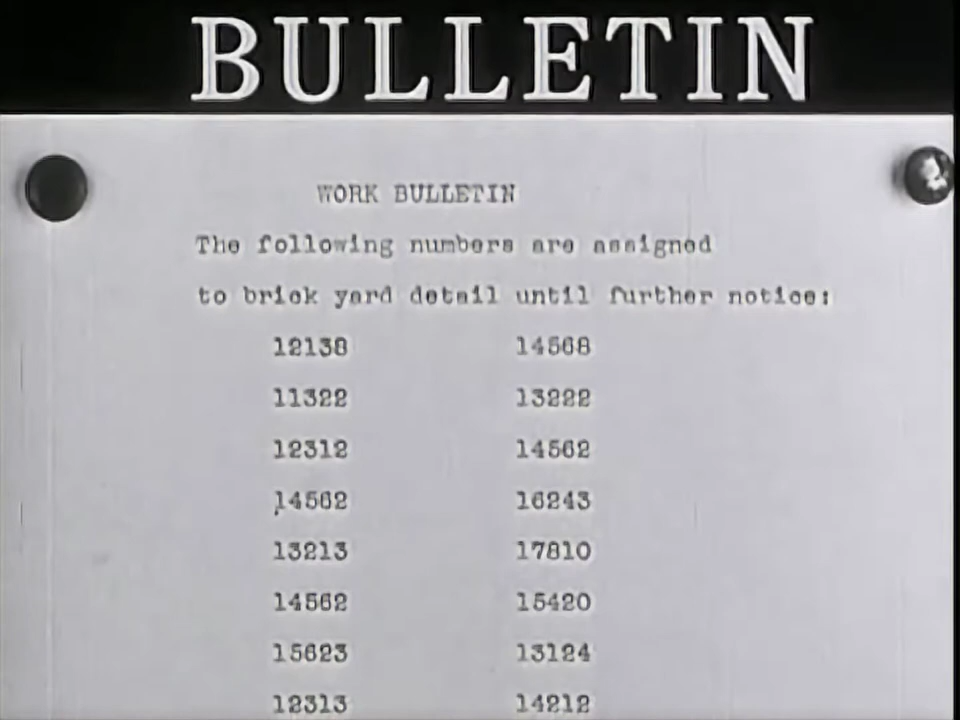 BULLETIN
WORK BULLETIN
The following numbers are assigned
to brick yard detail until further notice:
12138 14568
11322 13222
12312 14562
14562 16243
13213 17810
14562 15420
15623 13124
12313 14212